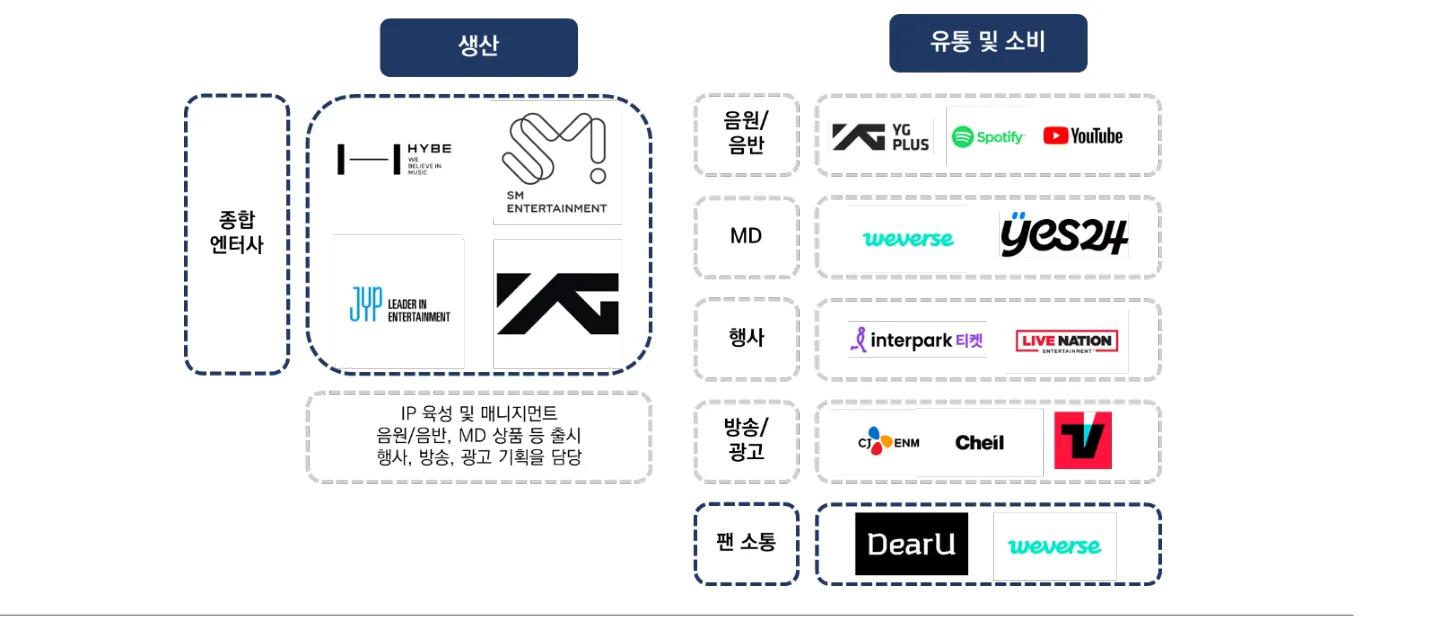 생산
유통 및 소비
종합
엔터사
HYBE
WE
BELIEVE IN
MUSIC
SM
ENTERTAINMENT
JYP LEADER IN
ENTERTAINMENT
YG
IP 육성 및 매니지먼트
음원/음반, MD 상품 등 출시
행사, 방송, 광고 기획을 담당
음원/
음반
YG
PLUS
Spotify
YouTube
MD
weverse
yes24
행사
interpark 티켓
LIVE NATION
ENTERTAINMENT
방송/
광고
CJ ENM
Cheil
팬 소통
DearU
weverse